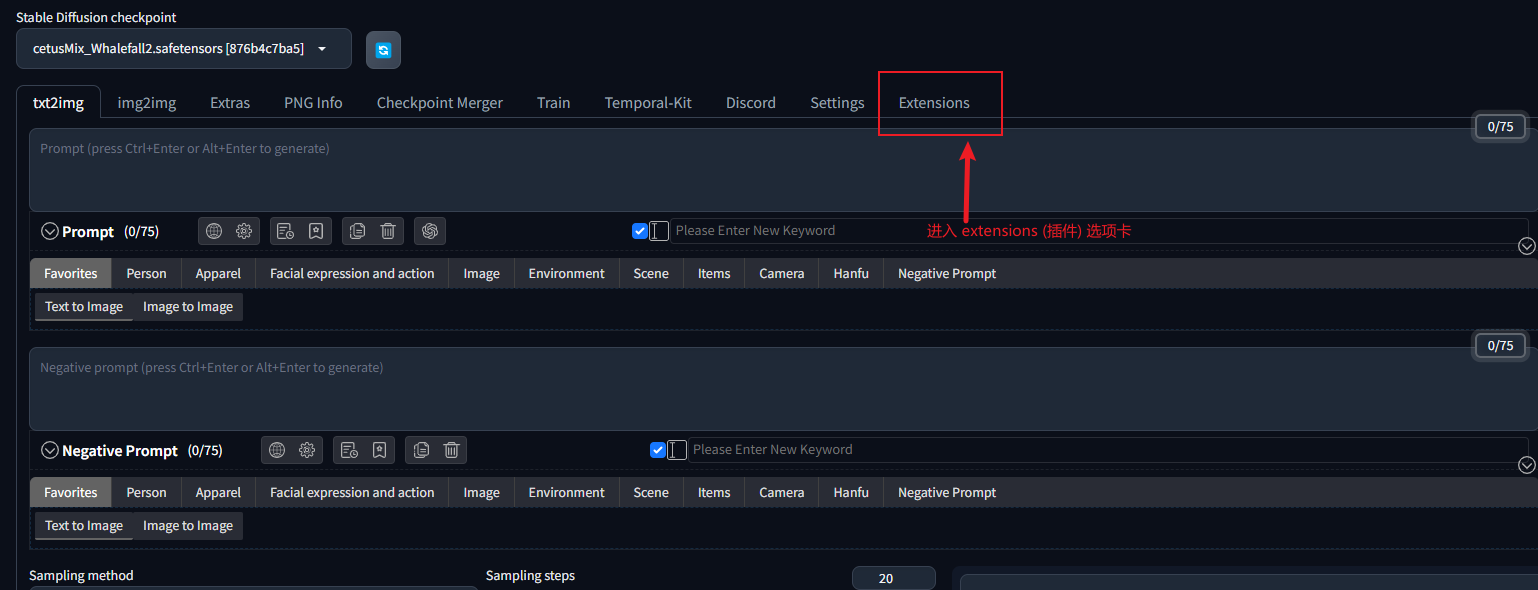 Stable Diffusion checkpoint
cetusMix_Whalefall2.safetensors [876b4c7ba5]
txt2img img2img Extras PNG Info Checkpoint Merger Train Temporal-Kit Discord Settings Extensions
0/75
Prompt (press Ctrl+Enter or Alt+Enter to generate)
Prompt (0/75) Please Enter New Keyword 进入 extensions (插件) 选项卡
Favorites Person Apparel Facial expression and action Image Environment Scene Items Camera Hanfu Negative Prompt
Text to Image Image to Image
0/75
Negative prompt (press Ctrl+Enter or Alt+Enter to generate)
Negative Prompt (0/75) Please Enter New Keyword
Favorites Person Apparel Facial expression and action Image Environment Scene Items Camera Hanfu Negative Prompt
Text to Image Image to Image
Sampling method Sampling steps 20